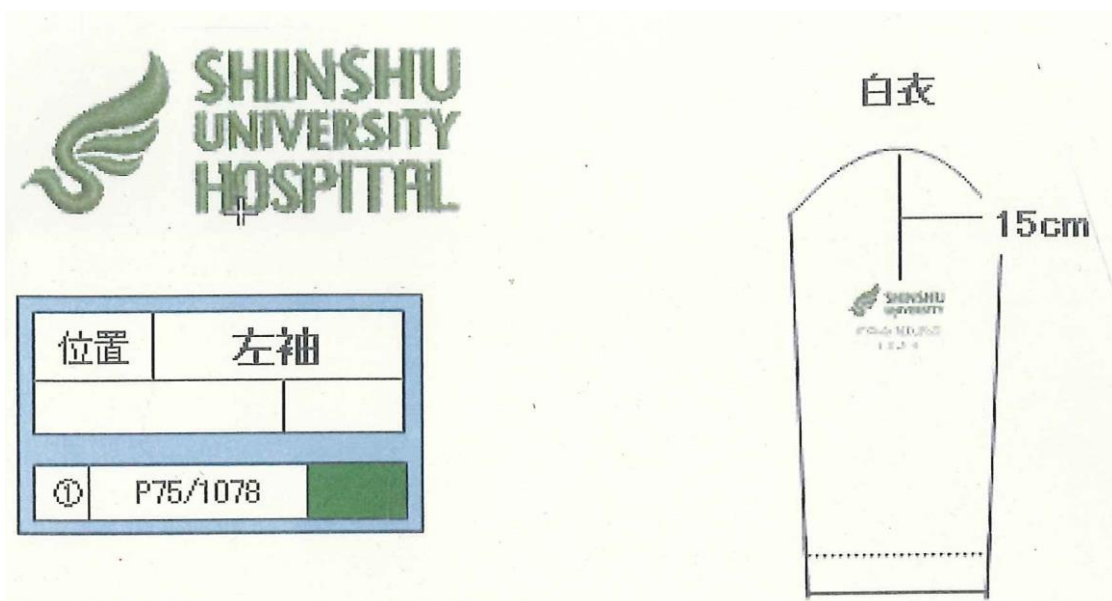 SHINSHU
UNIVERSITY
HOSPITAL
白衣
15cm
SHINSHU
UNIVERSITY
位置 左袖
① P75/1078